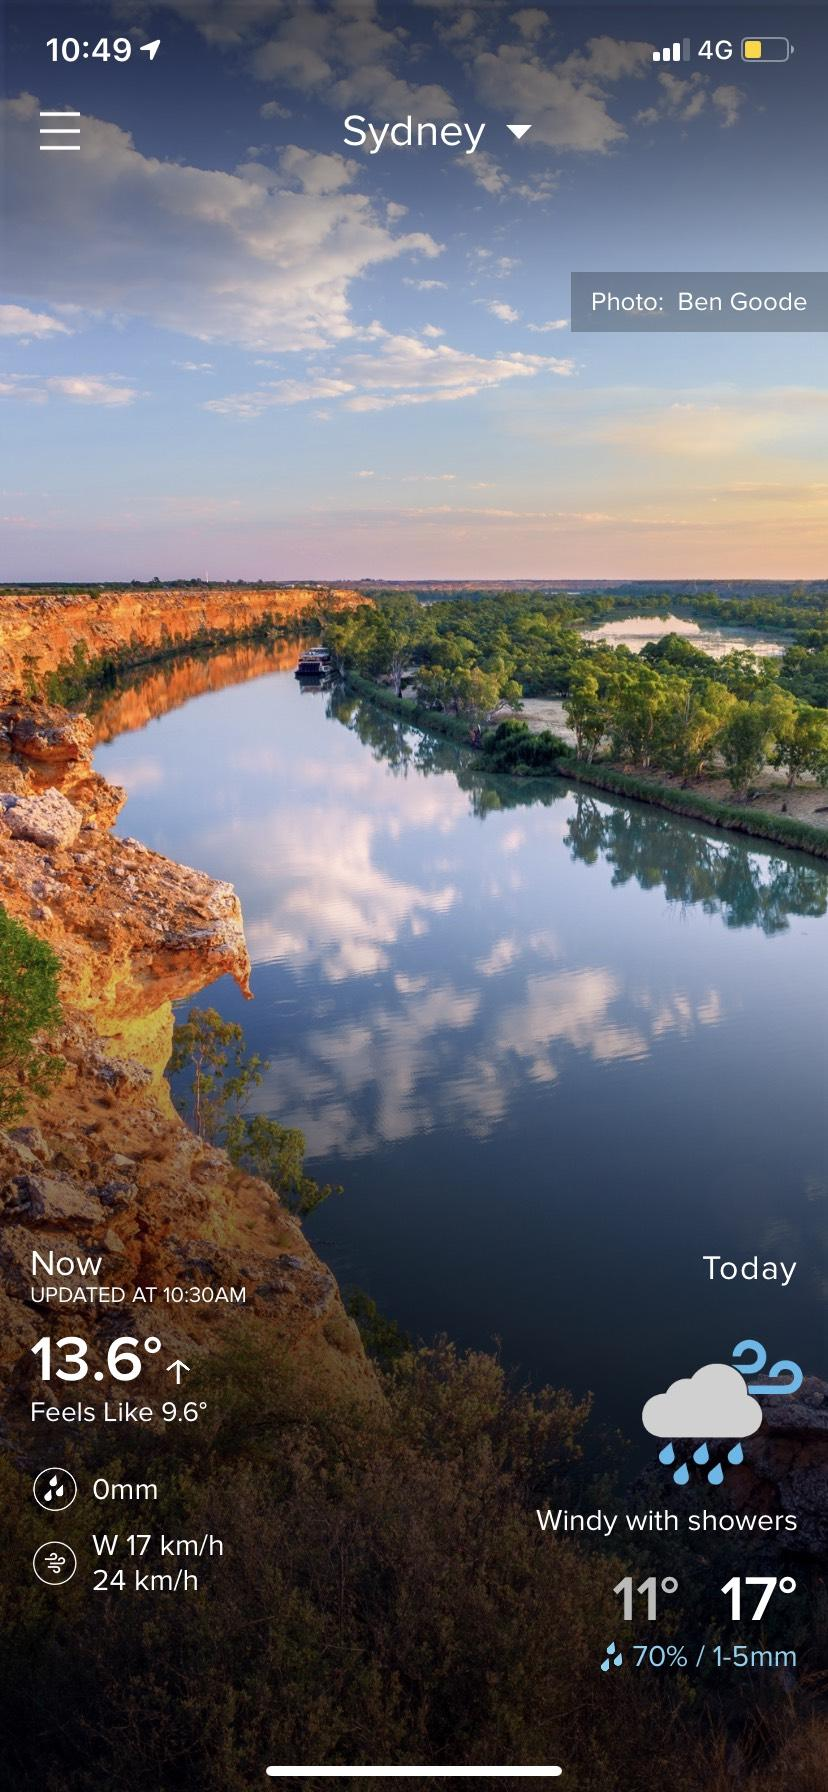 10:49
4G
Sydney
Photo: Ben Goode
Now
UPDATED AT 10:30AM
13.6°
Feels Like 9.6°
0mm
W 17 km/h
24 km/h
Today
Windy with showers
11° 17°
70% / 1-5mm